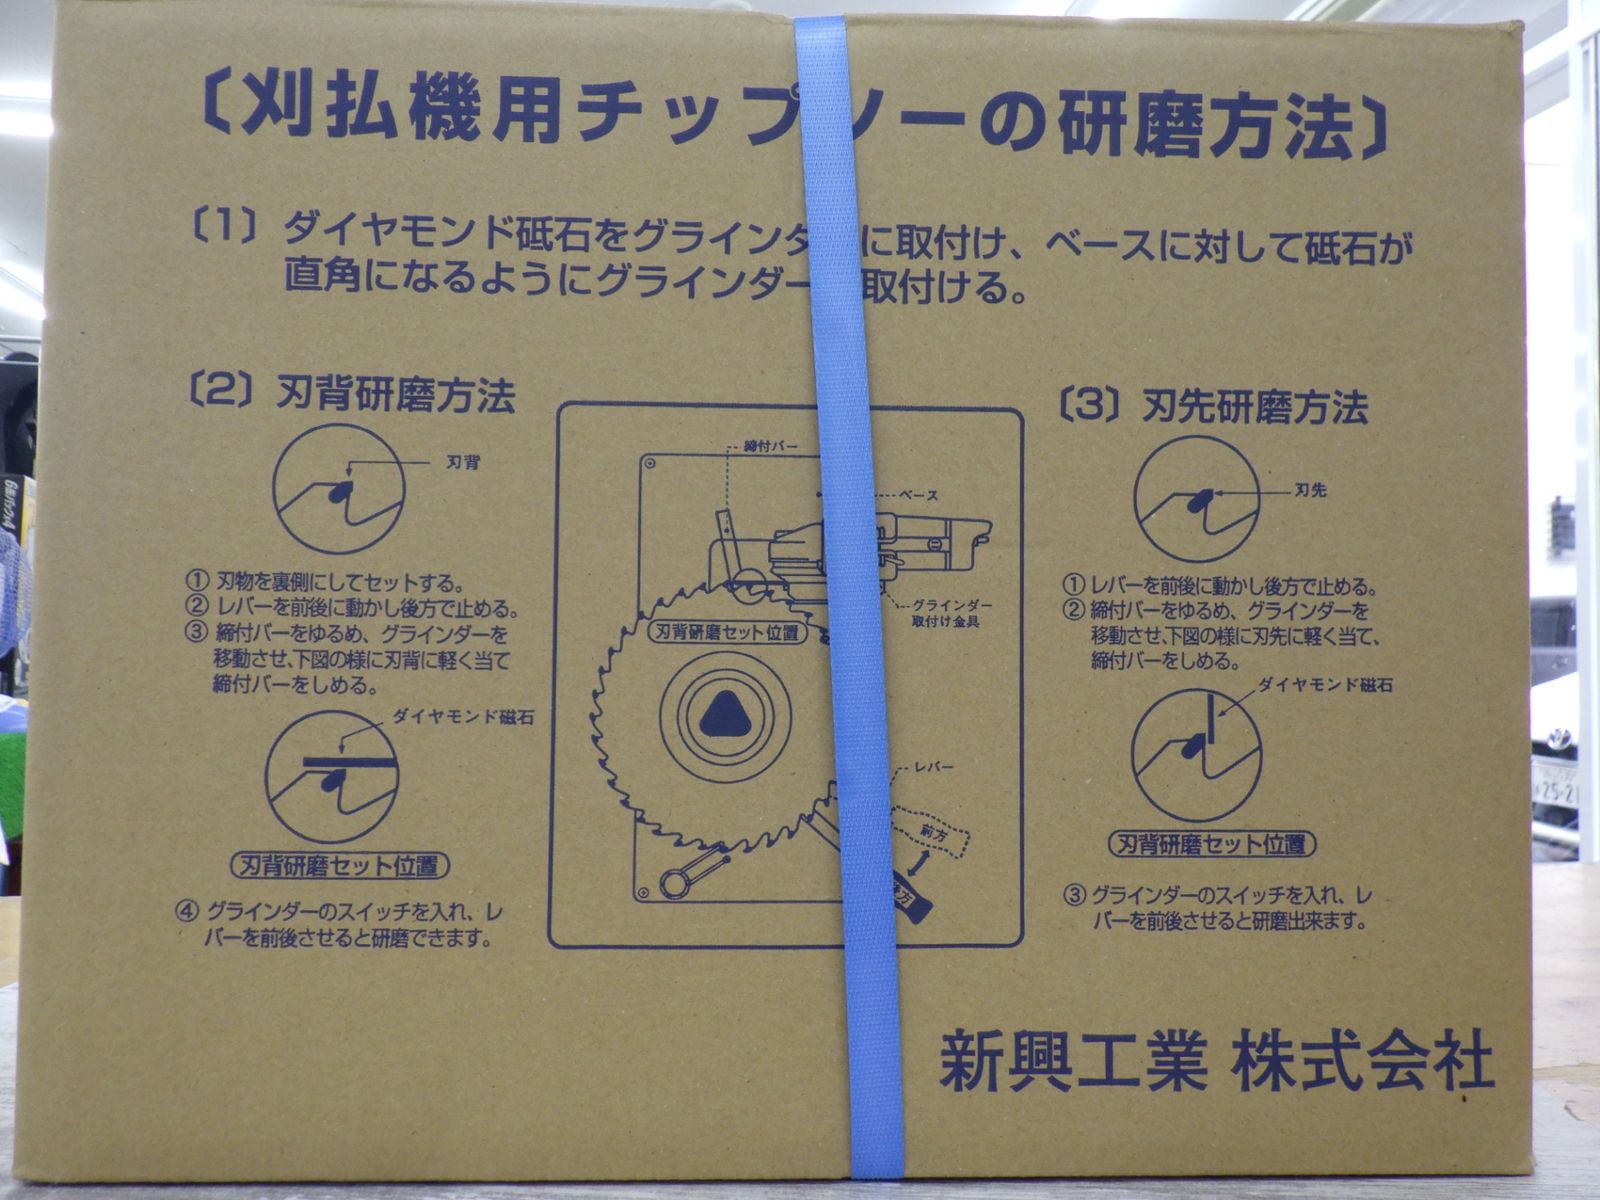 〔刈払機用チップソーの研磨方法〕
〔1〕ダイヤモンド砥石をグラインダ に取付け、ベースに対して砥石が
直角になるようにグラインダー 取付ける。
〔2〕刃背研磨方法
刃背
① 刃物を裏側にしてセットする。
② レバーを前後に動かし後方で止める。
③ 締付バーをゆるめ、グラインダーを
移動させ、下図の様に刃背に軽く当て
締付バーをしめる。
ダイヤモンド磁石
刃背研磨セット位置
④ グラインダーのスイッチを入れ、レ
バーを前後させると研磨できます。
締付バー
ベース
グラインダー
取付け金具
刃背研磨セット位置
レバー
前方
後方
〔3〕刃先研磨方法
刃先
① レバーを前後に動かし後方で止める。
② 締付バーをゆるめ、グラインダーを
移動させ、下図の様に刃先に軽く当て、
締付バーをしめる。
ダイヤモンド磁石
刃背研磨セット位置
③ グラインダーのスイッチを入れ、レ
バーを前後させると研磨出来ます。
新興工業 株式会社
25-21